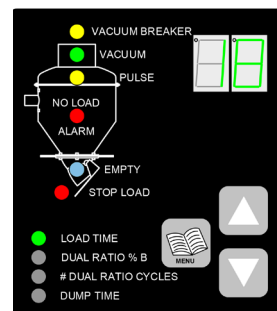 VACUUM BREAKER
VACUUM
PULSE
NO LOAD
ALARM
EMPTY
STOP LOAD
LOAD TIME
DUAL RATIO % B
# DUAL RATIO CYCLES
DUMP TIME
MENU